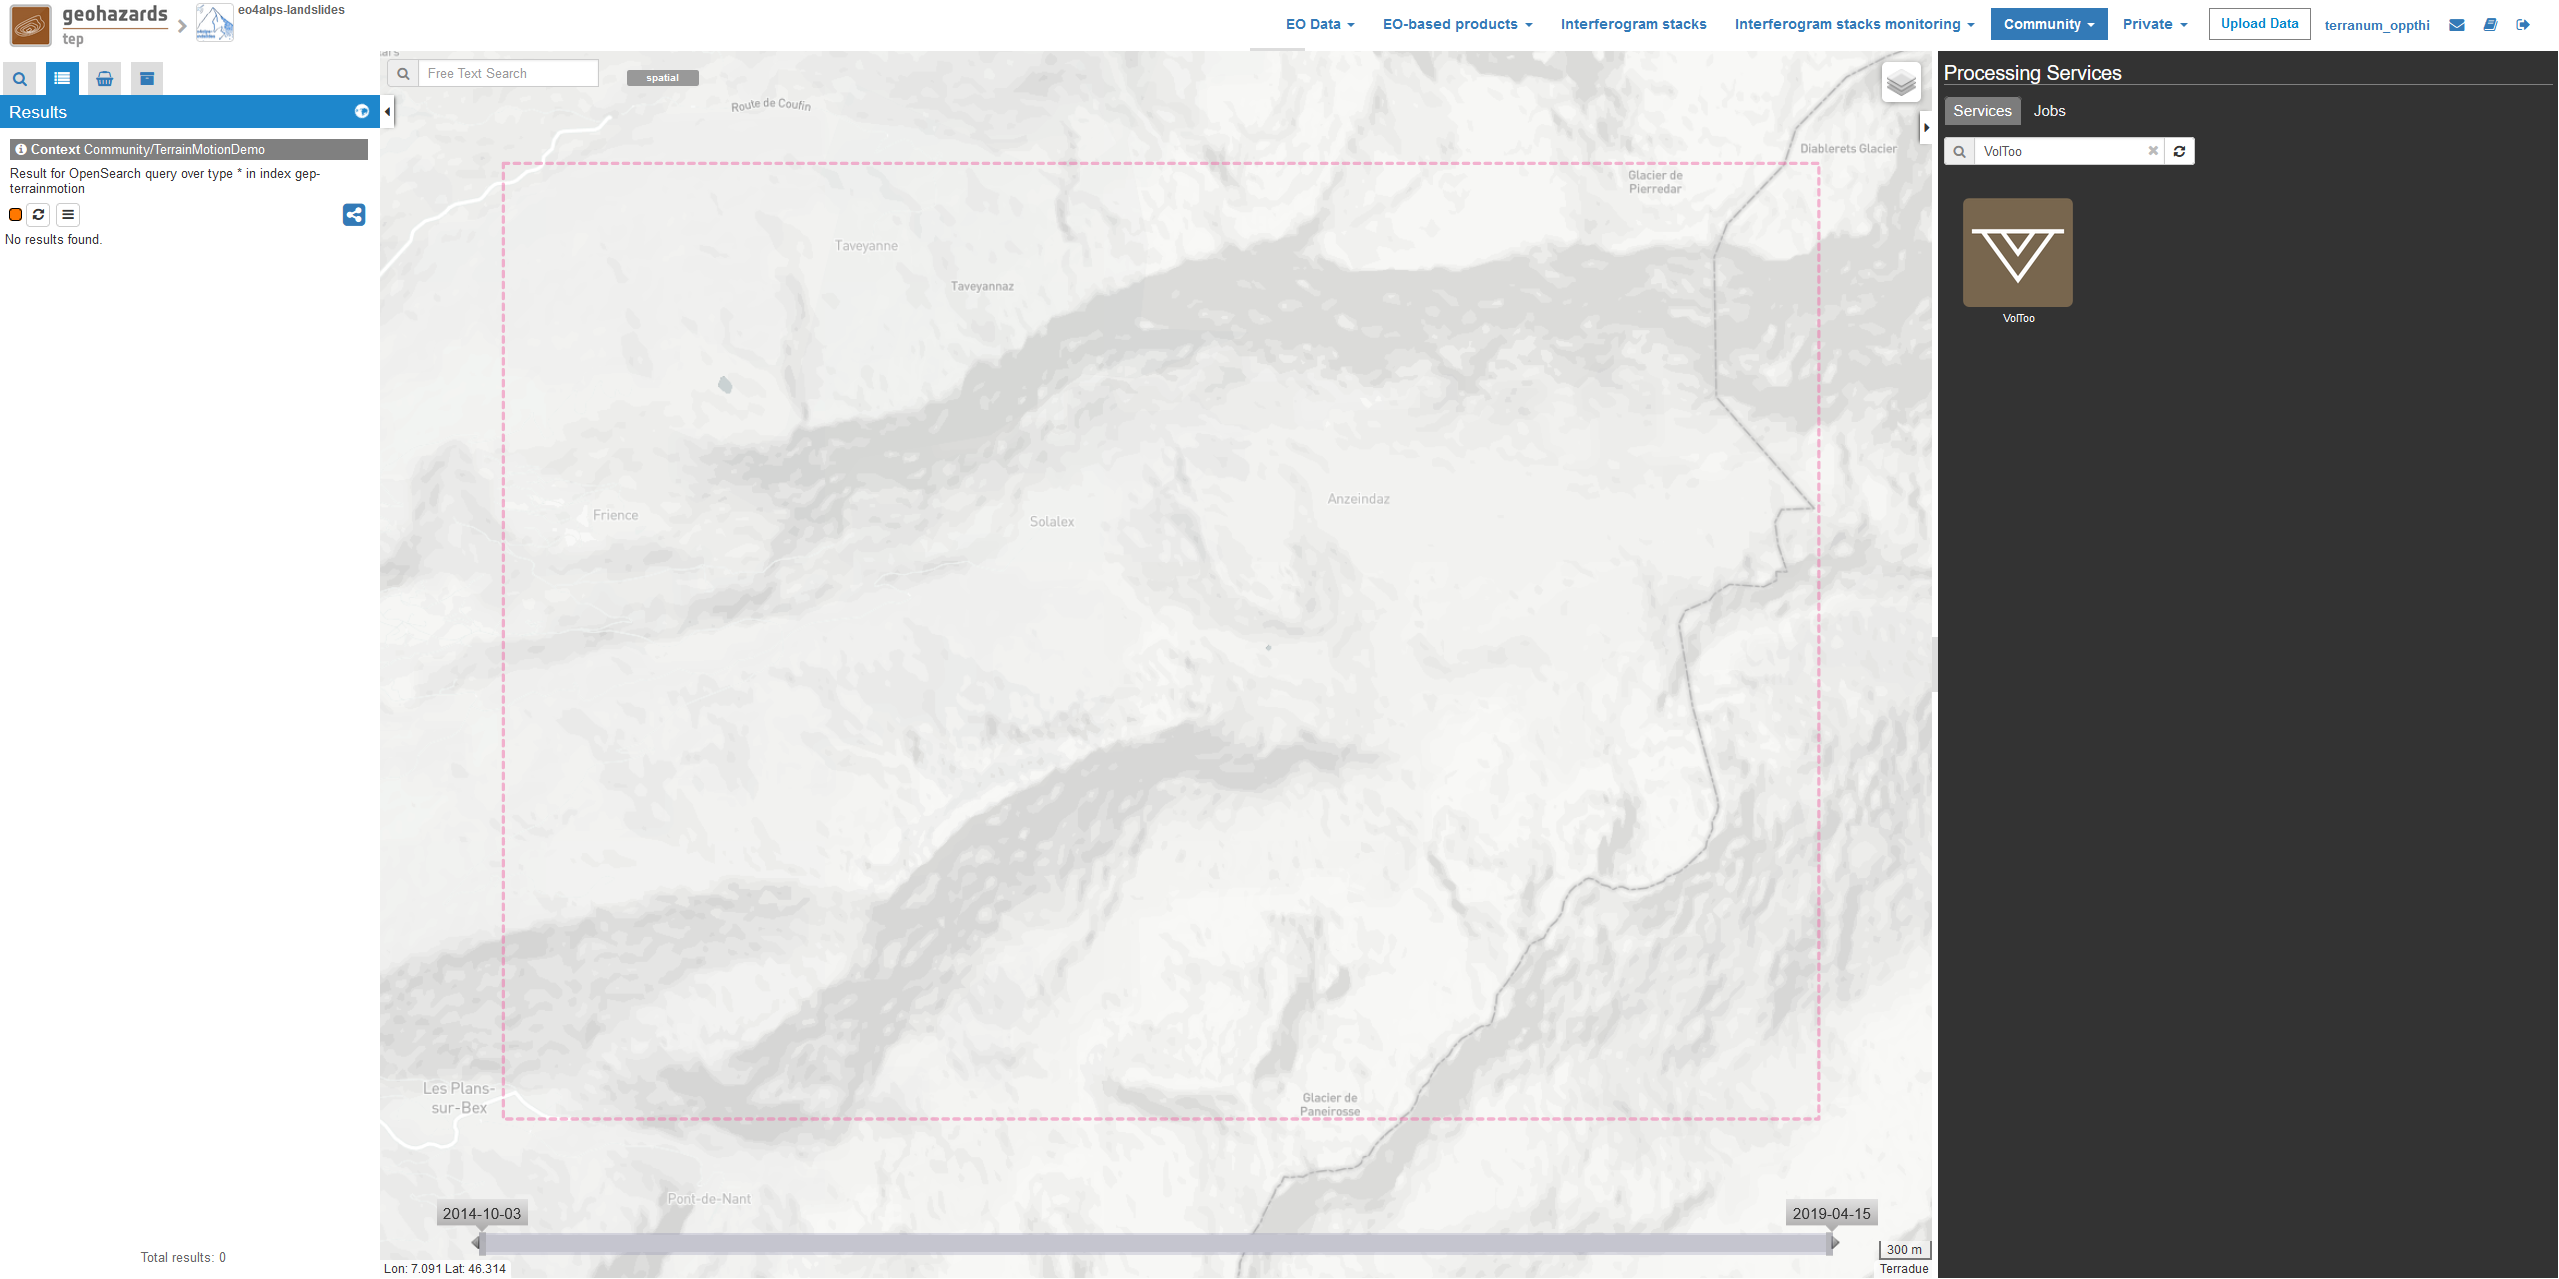 geohazards
tep
eo4alps-landslides
EO Data
EO-based products
Interferogram stacks
Interferogram stacks monitoring
Community
Private
Upload Data
terranum_oppthi
Results
Context Community/TerrainMotionDemo
Result for OpenSearch query over type * in index gep-
terrainmotion
No results found.
Total results: 0
Free Text Search
spatial
Route de Coufin
Diablerets Glacier
Glacier de
Pierredar
Taveyanne
Taveyannaz
Anzeindaz
Frience
Solalex
Les Plans-
sur-Bex
Glacier de
Paneirosse
Pont-de-Nant
2014-10-03
2019-04-15
300 m
Lon: 7.091 Lat: 46.314
Terradue
Processing Services
Services
Jobs
VolToo
VolToo